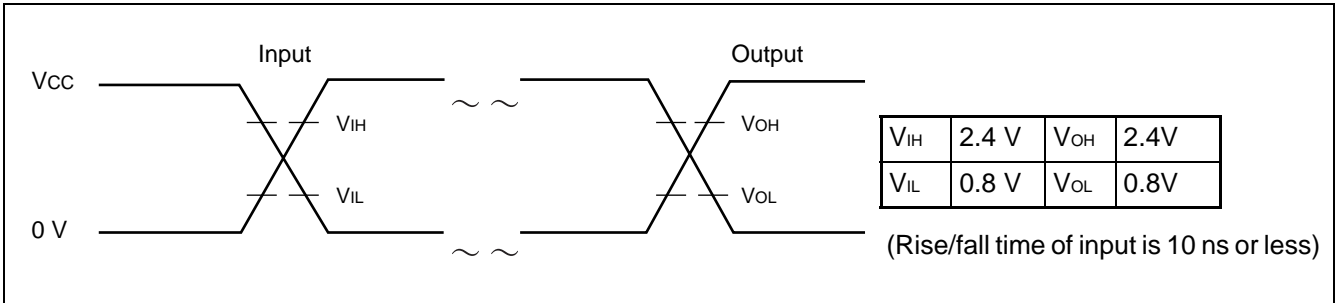 Input
Output
VCC
VIH
VIL
0 V
VOH
VOL
VIH 2.4 V VOH 2.4V
VIL 0.8 V VOL 0.8V
(Rise/fall time of input is 10 ns or less)